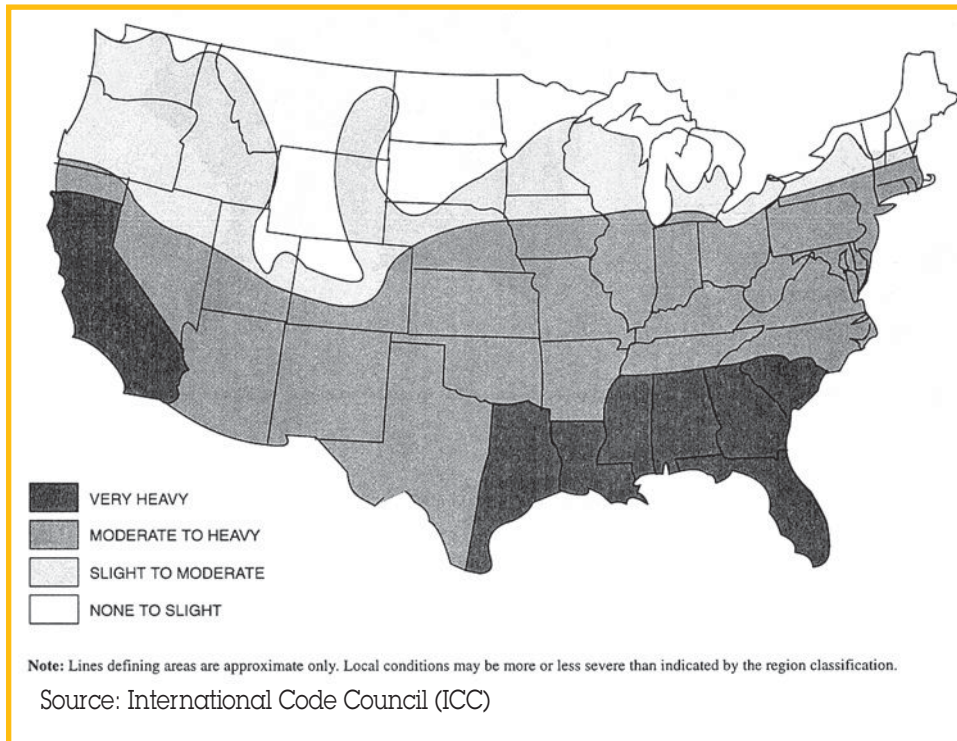 VERY HEAVY
MODERATE TO HEAVY
SLIGHT TO MODERATE
NONE TO SLIGHT
Note: Lines defining areas are approximate only. Local conditions may be more or less severe than indicated by the region classification.
Source: International Code Council (ICC)